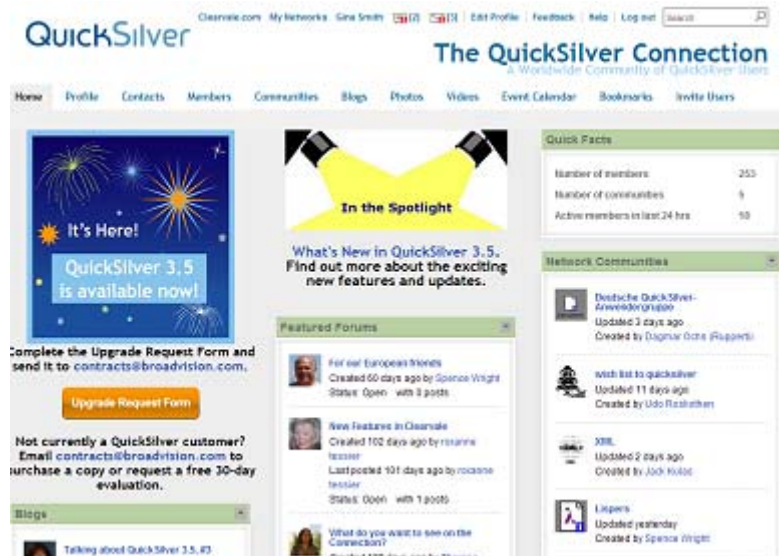 QuickSilver
Clearvale.com My Networks Gina Smith [2] [3] Edit Profile Feedback Help Log out Search
The QuickSilver Connection
A Worldwide Community of QuickSilver Users
Home Profile Contacts Members Communities Blogs Photos Videos Event Calendar Bookmarks Invite Users
It's Here!
QuickSilver 3.5
is available now!
Complete the Upgrade Request Form and
send it to contracts@broadvision.com.
Upgrade Request Form
Not currently a QuickSilver customer?
Email contracts@broadvision.com to
purchase a copy or request a free 30-day
evaluation.
Blogs
Talking about QuickSilver 3.5, #3
In the Spotlight
What's New in QuickSilver 3.5.
Find out more about the exciting
new features and updates.
Featured Forums
For our European friends
Created 60 days ago by Spence Wright
Status: Open with 0 posts
New Features in Clearvale
Created 102 days ago by roxanne
tessier
Last posted 101 days ago by roxanne
tessier
Status: Open with 1 posts
What do you want to see on the
Connection?
Quick Facts
Number of members 253
Number of communities
Active members in last 24 hrs
Network Communities
Deutsche QuickSilver-
Anwendergruppe
Updated 3 days ago
Created by Dagmar Ochs (Ruppert)
wish list to quicksilver
Updated 11 days ago
Created by Udo
XML
Updated 2 days ago
Created by Jack
Lispers
Updated yesterday
Created by Spence Wright